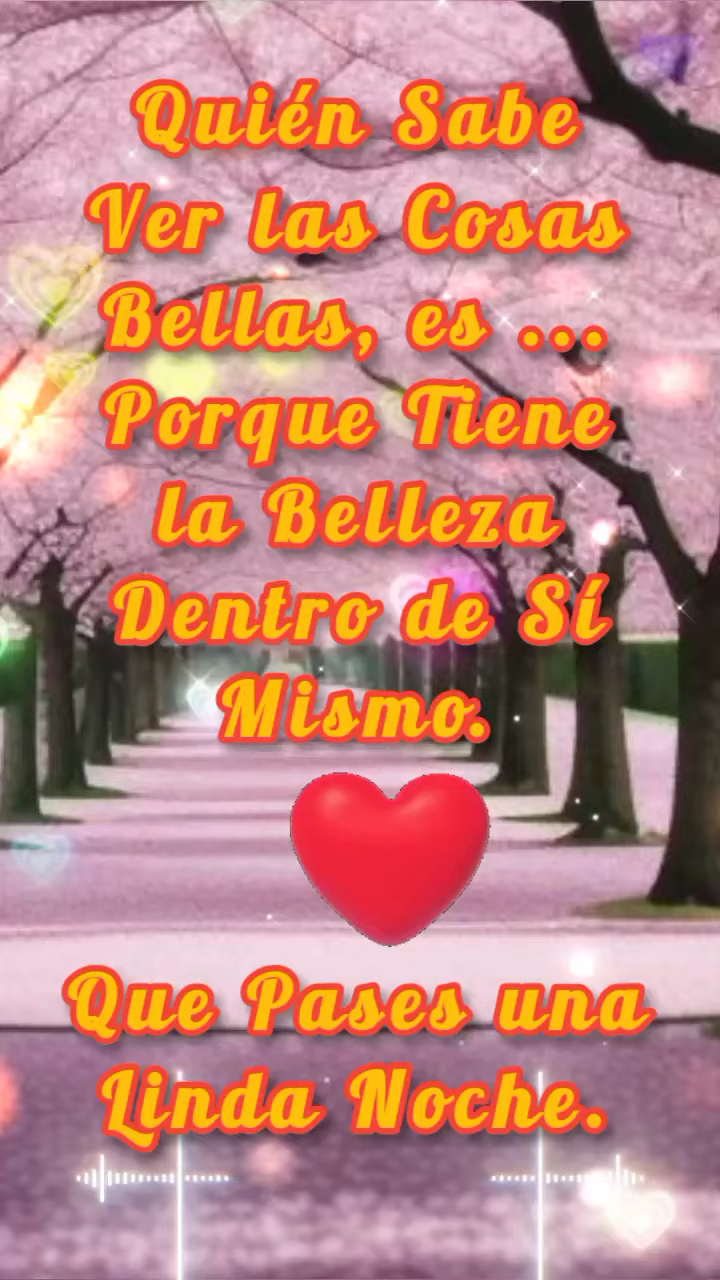 Quién Sabe
Ver las Cosas
Bellas, es ...
Porque Tiene
la Belleza
Dentro de Sí
Mismo.
Que Pases una
Linda Noche.